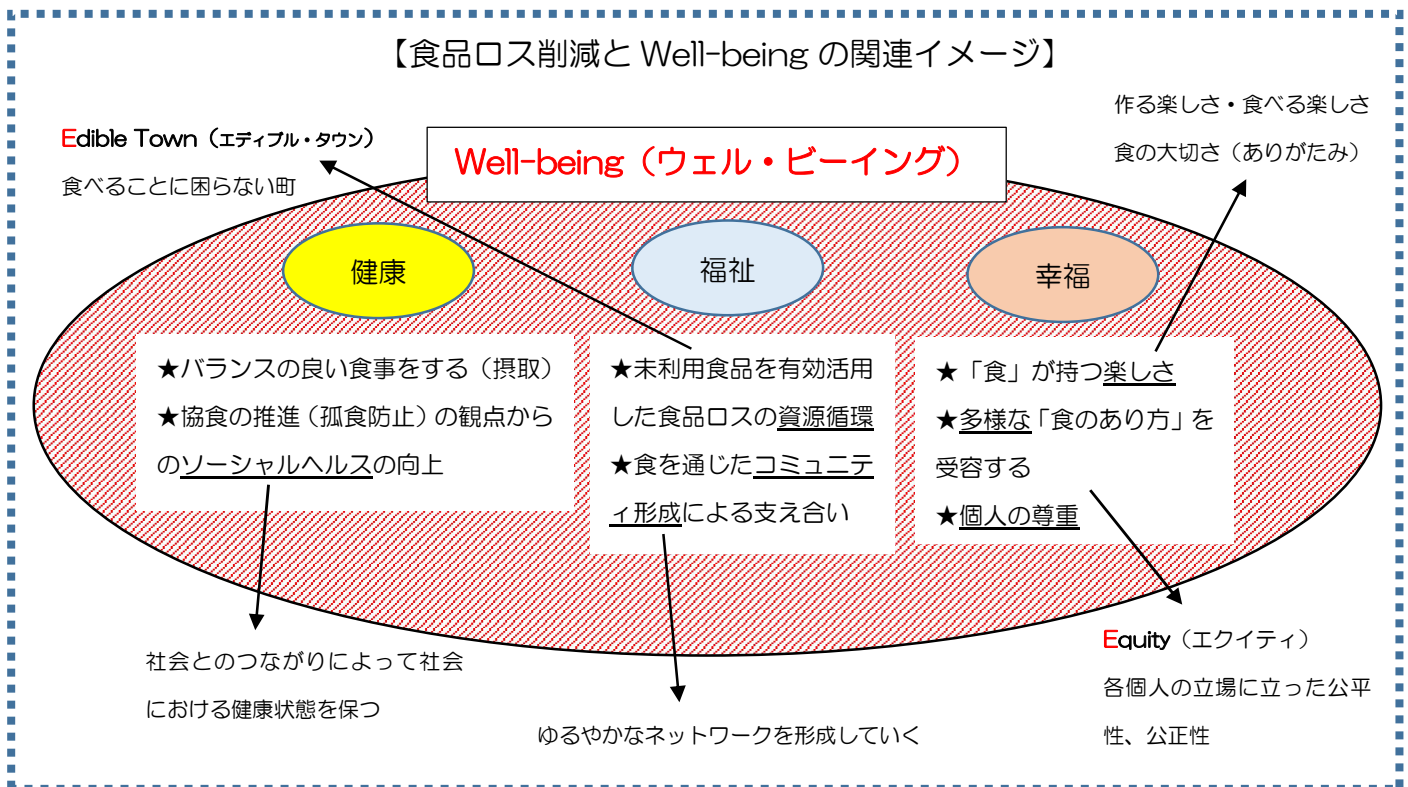 【食品ロス削減と Well-being の関連イメージ】
作る楽しさ・食べる楽しさ
食の大切さ（ありがたみ）
Edible Town（エディブル・タウン）
食べることに困らない町
Well-being（ウェル・ビーイング）
健康
福祉
幸福
★バランスの良い食事をする（摂取）
★協食の推進（孤食防止）の観点から
のソーシャルヘルスの向上
★未利用食品を有効活用
した食品ロスの資源循環
★食を通じたコミュニテ
ィ形成による支え合い
★「食」が持つ楽しさ
★多様な「食のあり方」を
受容する
★個人の尊重
社会とのつながりによって社会
における健康状態を保つ
ゆるやかなネットワークを形成していく
Equity（エクイティ）
各個人の立場に立った公平
性、公正性